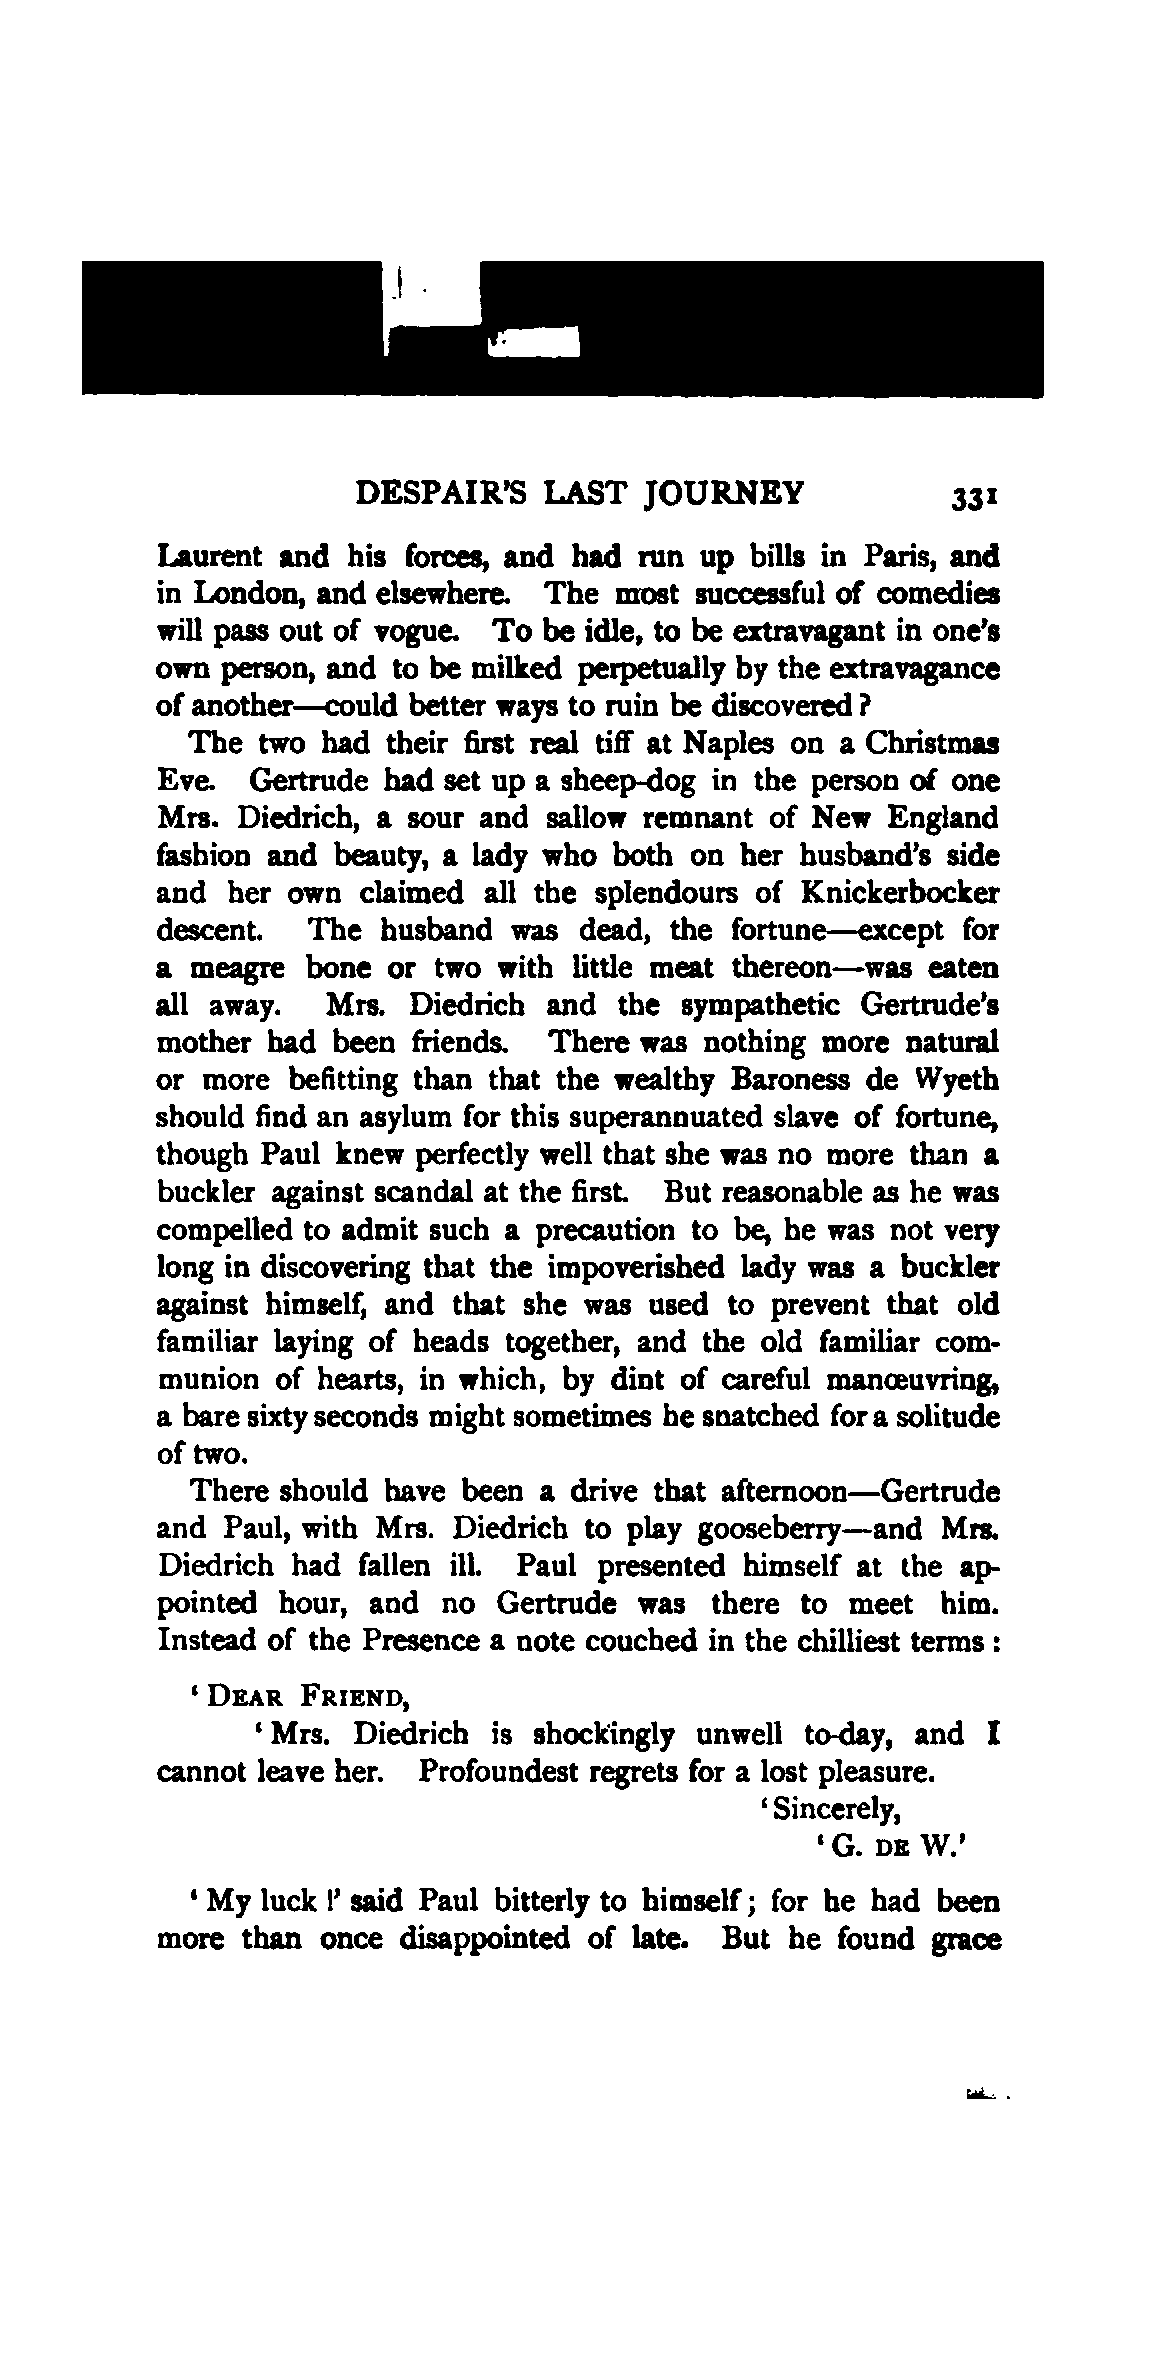 DESPAIR'S LAST JOURNEY 331
Laurent and his forces, and had run up bills in Paris, and
in London, and elsewhere. The most successful of comedies
will pass out of vogue. To be idle, to be extravagant in one's
own person, and to be milked perpetually by the extravagance
of another—could better ways to ruin be discovered?
The two had their first real tiff at Naples on a Christmas
Eve. Gertrude had set up a sheep-dog in the person of one
Mrs. Diedrich, a sour and sallow remnant of New England
fashion and beauty, a lady who both on her husband's side
and her own claimed all the splendours of Knickerbocker
descent. The husband was dead, the fortune—except for
a meagre bone or two with little meat thereon—was eaten
all away. Mrs. Diedrich and the sympathetic Gertrude's
mother had been friends. There was nothing more natural
or more befitting than that the wealthy Baroness de Wyeth
should find an asylum for this superannuated slave of fortune,
though Paul knew perfectly well that she was no more than a
buckler against scandal at the first. But reasonable as he was
compelled to admit such a precaution to be, he was not very
long in discovering that the impoverished lady was a buckler
against himself, and that she was used to prevent that old
familiar laying of heads together, and the old familiar com-
munion of hearts, in which, by dint of careful manœuvring,
a bare sixty seconds might sometimes be snatched for a solitude
of two.
There should have been a drive that afternoon—Gertrude
and Paul, with Mrs. Diedrich to play gooseberry—and Mrs.
Diedrich had fallen ill. Paul presented himself at the ap-
pointed hour, and no Gertrude was there to meet him.
Instead of the Presence a note couched in the chilliest terms:
‘DEAR FRIEND,
‘Mrs. Diedrich is shockingly unwell to-day, and I
cannot leave her. Profoundest regrets for a lost pleasure.
‘Sincerely,
‘G. DE W.’
‘My luck!’ said Paul bitterly to himself; for he had been
more than once disappointed of late. But he found grace